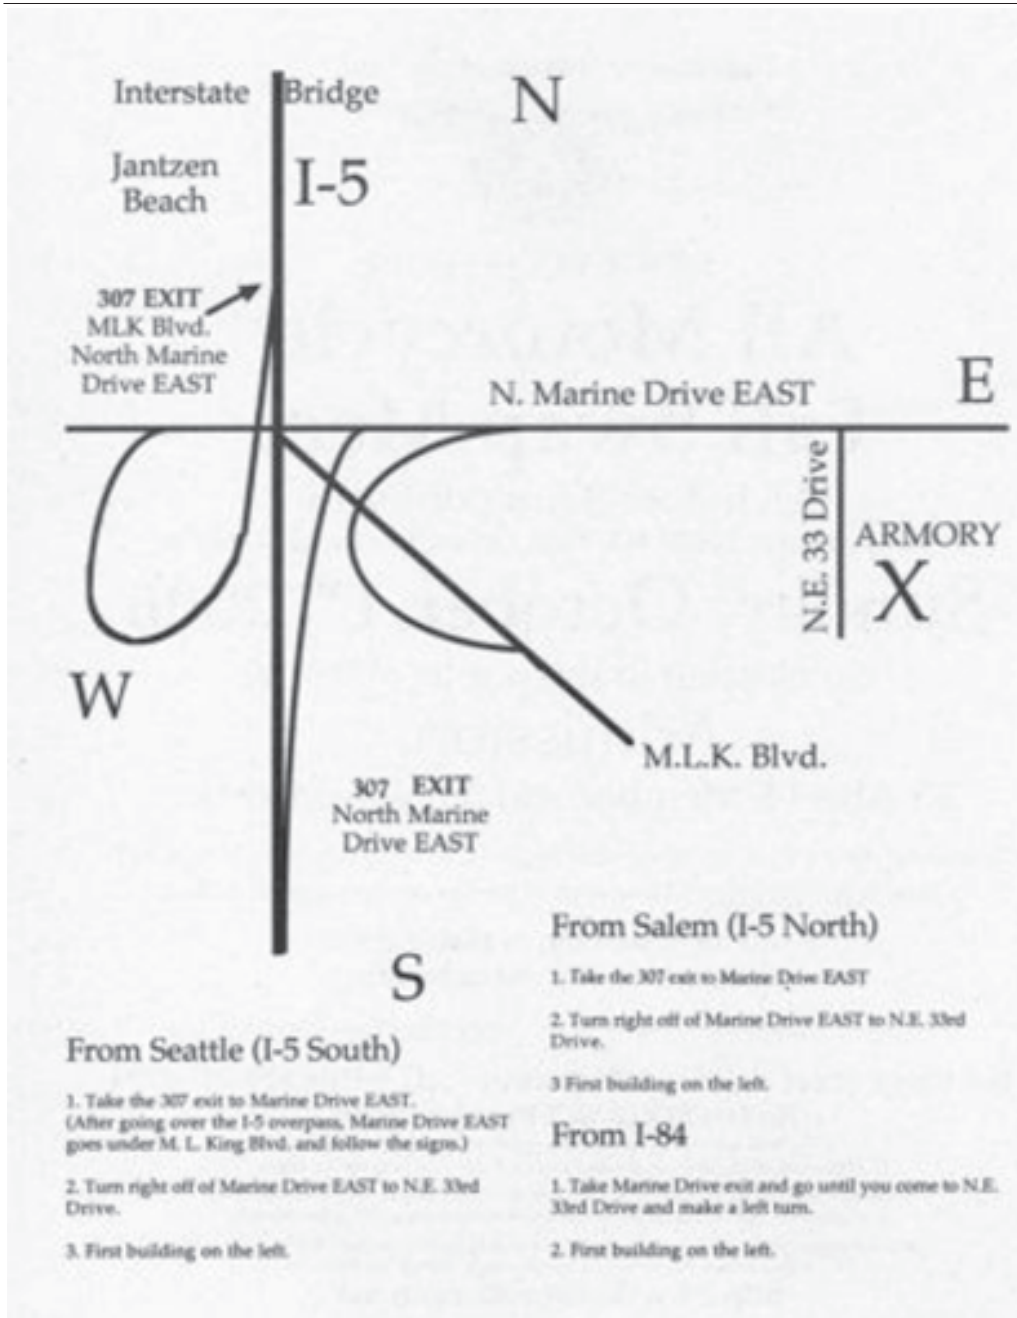 Interstate Bridge
N
Jantzen
Beach
I-5
307 EXIT
MLK Blvd.
North Marine
Drive EAST
N. Marine Drive EAST
E
N.E. 33 Drive
ARMORY
X
W
M.L.K. Blvd.
307 EXIT
North Marine
Drive EAST
S
From Seattle (I-5 South)
1. Take the 307 exit to Marine Drive EAST.
(After going over the I-5 overpass, Marine Drive EAST
goes under M. L. King Blvd. and follow the signs.)
2. Turn right off of Marine Drive EAST to N.E. 33rd
Drive.
3. First building on the left.
From Salem (I-5 North)
1. Take the 307 exit to Marine Drive EAST
2. Turn right off of Marine Drive EAST to N.E. 33rd
Drive.
3 First building on the left.
From I-84
1. Take Marine Drive exit and go until you come to N.E.
33rd Drive and make a left turn.
2. First building on the left.